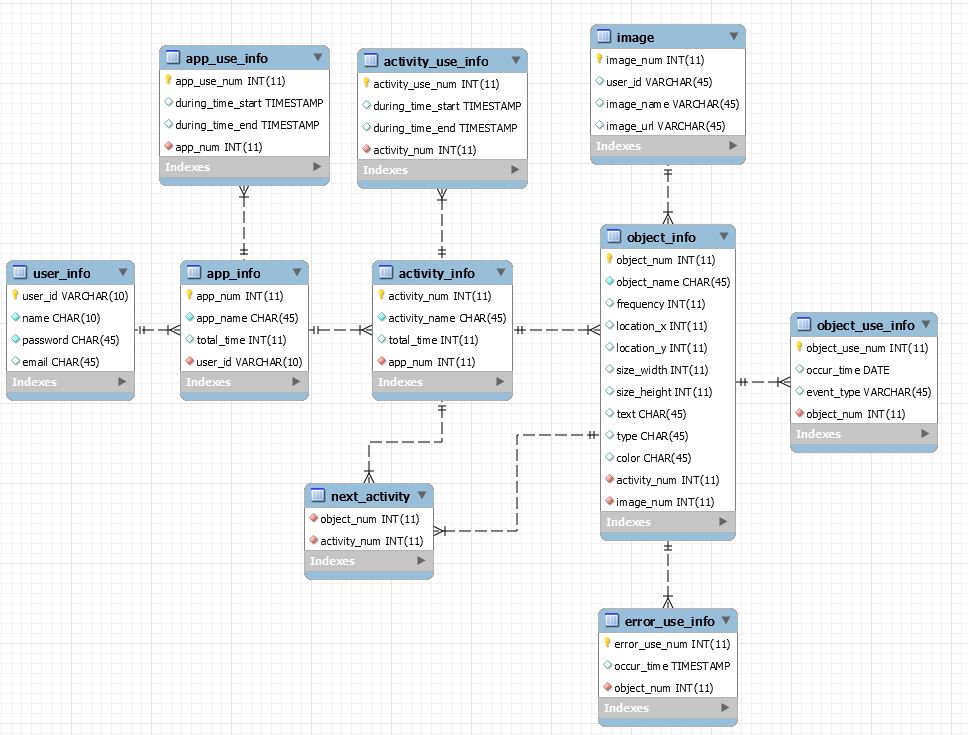 app_use_info
app_use_num INT(11)
during_time_start TIMESTAMP
during_time_end TIMESTAMP
app_num INT(11)
Indexes
activity_use_info
activity_use_num INT(11)
during_time_start TIMESTAMP
during_time_end TIMESTAMP
activity_num INT(11)
Indexes
image
image_num INT(11)
user_id VARCHAR(45)
image_name VARCHAR(45)
image_url VARCHAR(45)
Indexes
user_info
user_id VARCHAR(10)
name CHAR(10)
password CHAR(45)
email CHAR(45)
Indexes
app_info
app_num INT(11)
app_name CHAR(45)
total_time INT(11)
user_id VARCHAR(10)
Indexes
activity_info
activity_num INT(11)
activity_name CHAR(45)
total_time INT(11)
app_num INT(11)
Indexes
object_info
object_num INT(11)
object_name CHAR(45)
frequency INT(11)
location_x INT(11)
location_y INT(11)
size_width INT(11)
size_height INT(11)
text CHAR(45)
type CHAR(45)
color CHAR(45)
activity_num INT(11)
image_num INT(11)
Indexes
object_use_info
object_use_num INT(11)
occur_time DATE
event_type VARCHAR(45)
object_num INT(11)
Indexes
next_activity
object_num INT(11)
activity_num INT(11)
Indexes
error_use_info
error_use_num INT(11)
occur_time TIMESTAMP
object_num INT(11)
Indexes